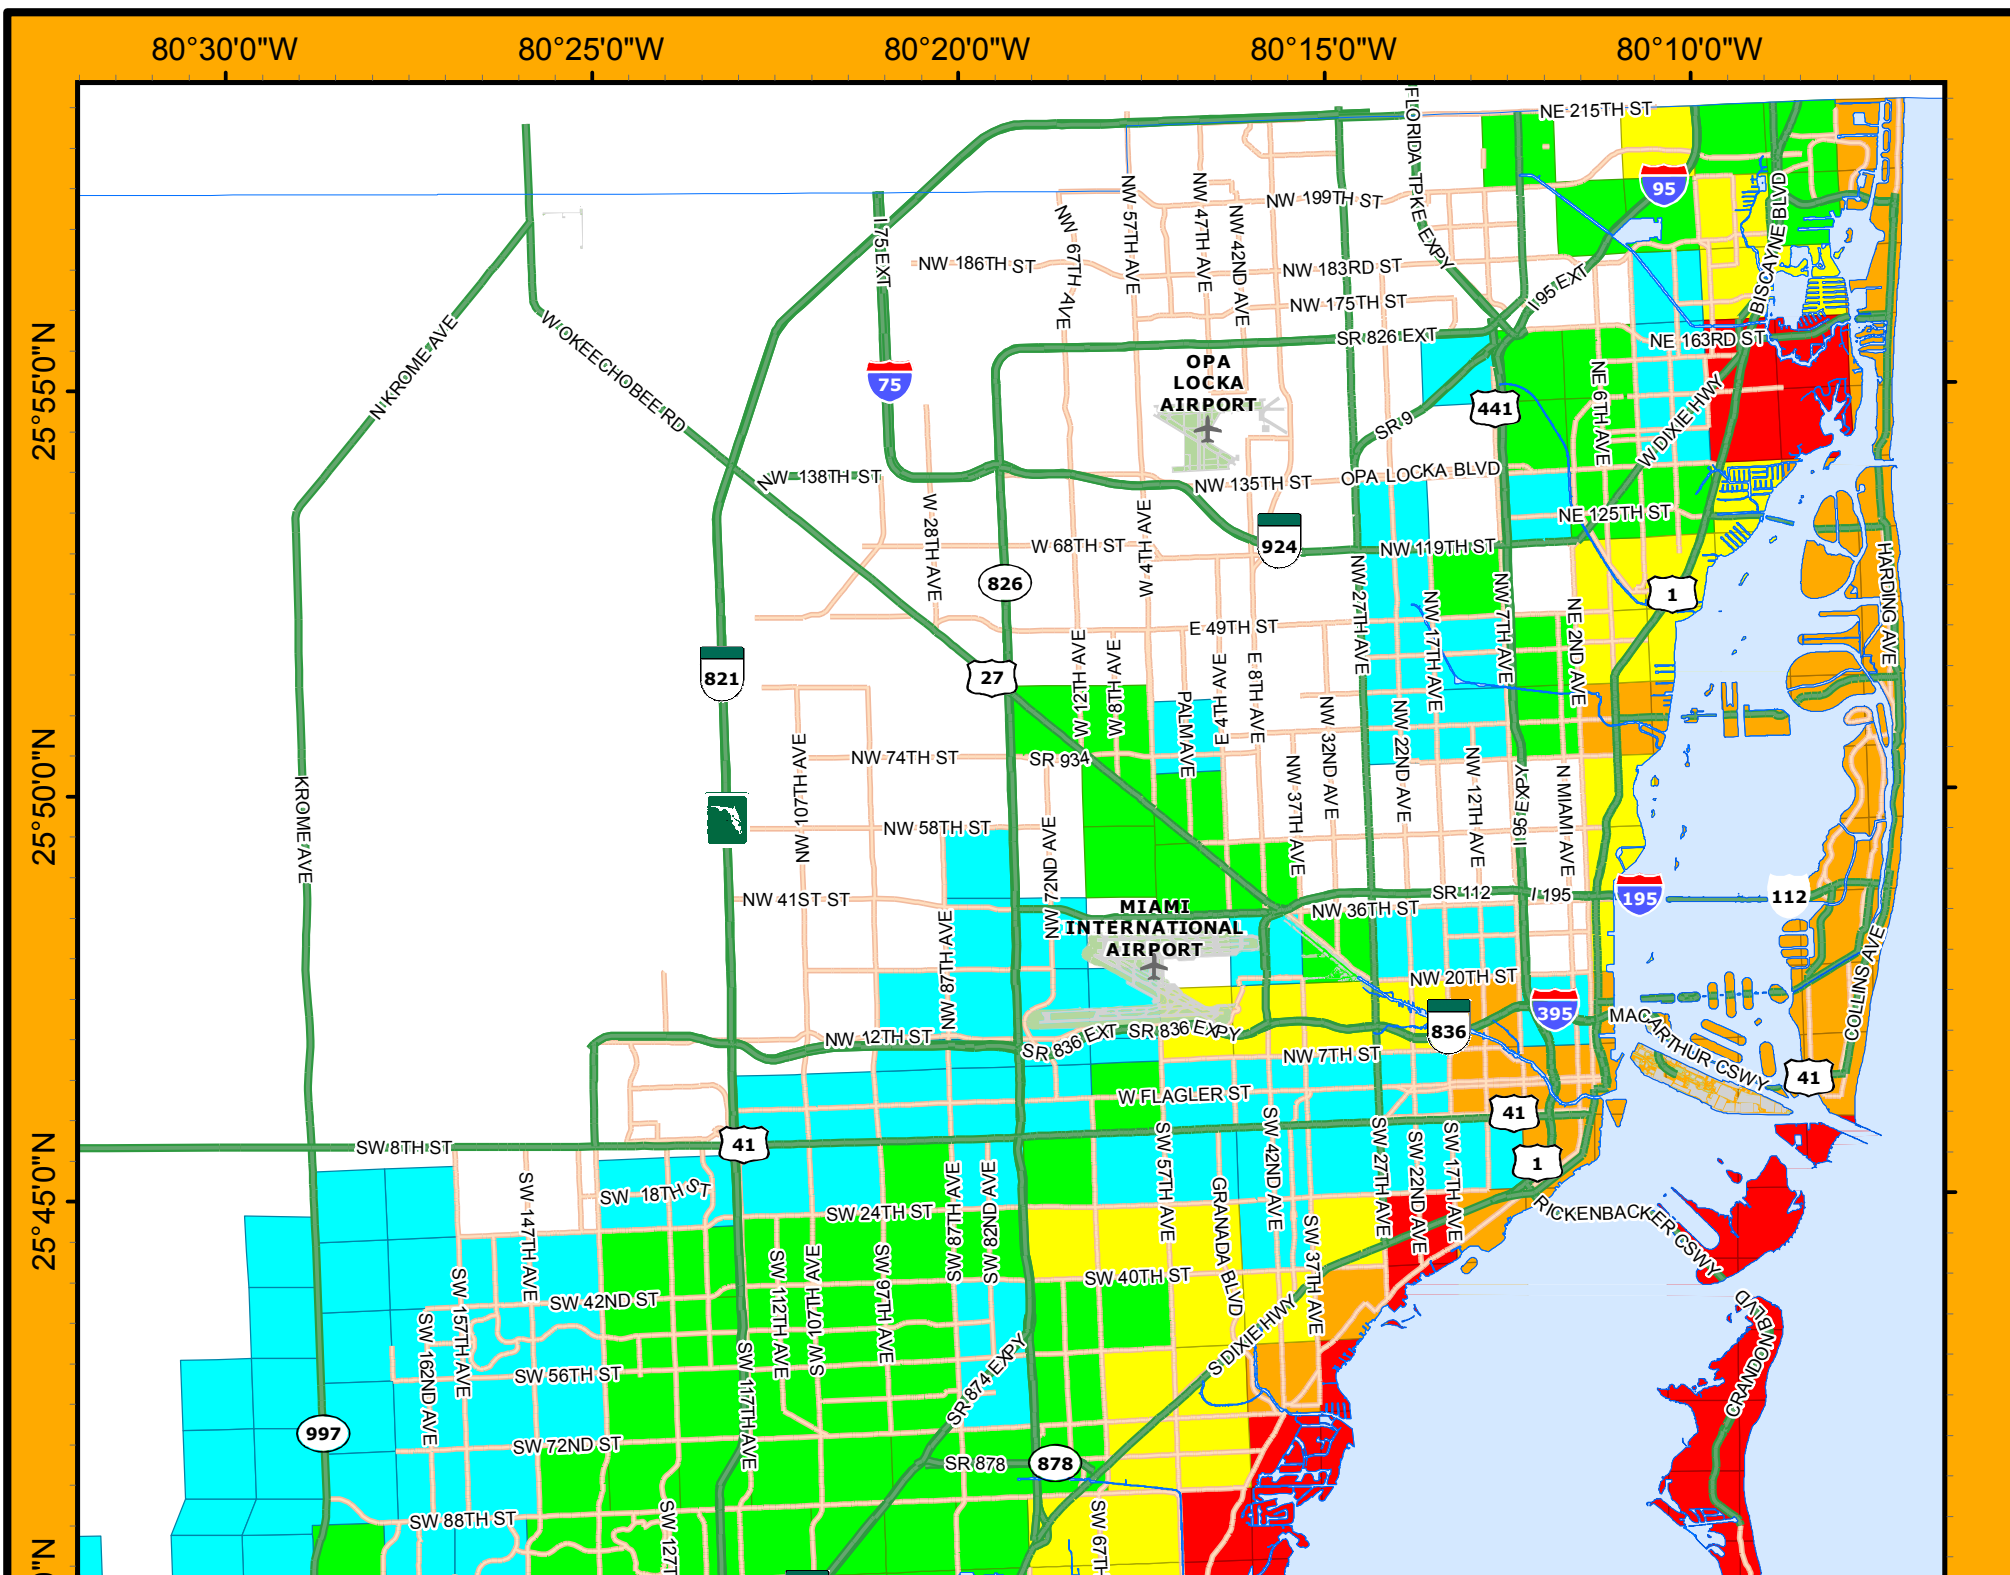 80°30'0"W
80°25'0"W
80°20'0"W
80°15'0"W
80°10'0"W
NE 215TH ST
FLORIDA TPKE EXPY
95
NW 57TH AVE
NW 47TH AVE
NW 199TH ST
NW 67TH AVE
NW 42ND AVE
BISCAYNE BLVD
I 75 EXT
NW 186TH ST
NW 183RD ST
I 95 EXT
NW 175TH ST
N KROME AVE
W OKEECHOBEE RD
SR 826 EXT
NE 163RD ST
25°55'0"N
75
OPA
LOCKA
AIRPORT
441
SR 9
NE 6TH AVE
W DIXIE HWY
NW 138TH ST
NW 135TH ST
OPA LOCKA BLVD
W 28TH AVE
W 4TH AVE
NE 125TH ST
924
W 68TH ST
NW 119TH ST
HARDING AVE
826
NW 27TH AVE
NW 17TH AVE
NW 7TH AVE
NE 2ND AVE
1
E 49TH ST
821
27
W 12TH AVE
W 8TH AVE
PALM AVE
E 4TH AVE
E 8TH AVE
NW 32ND AVE
NW 22ND AVE
NW 107TH AVE
NW 74TH ST
SR 934
NW 37TH AVE
NW 12TH AVE
I 95 EXPY
N MIAMI AVE
25°50'0"N
KROME AVE
NW 58TH ST
NW 72ND AVE
NW 41ST ST
SR 112
I 195
195
112
NW 87TH AVE
MIAMI
INTERNATIONAL
AIRPORT
NW 36TH ST
COLLINS AVE
NW 20TH ST
836
395
MACARTHUR CSWY
NW 12TH ST
SR 836 EXT
SR 836 EXPY
NW 7TH ST
41
W FLAGLER ST
41
SW 8TH ST
41
SW 57TH AVE
SW 42ND AVE
SW 27TH AVE
SW 22ND AVE
SW 17TH AVE
1
25°45'0"N
SW 147TH AVE
SW 18TH ST
SW 87TH AVE
SW 82ND AVE
GRANADA BLVD
RICKENBACKER CSWY
SW 24TH ST
SW 37TH AVE
SW 157TH AVE
SW 112TH AVE
SW 107TH AVE
SW 97TH AVE
SW 40TH ST
SW 42ND ST
S DIXIE HWY
CRANDON BLVD
SW 162ND AVE
SW 56TH ST
SW 117TH AVE
SR 874 EXPY
997
SW 72ND ST
SR 878
878
SW 88TH ST
SW 127T
SW 67TH
0"N